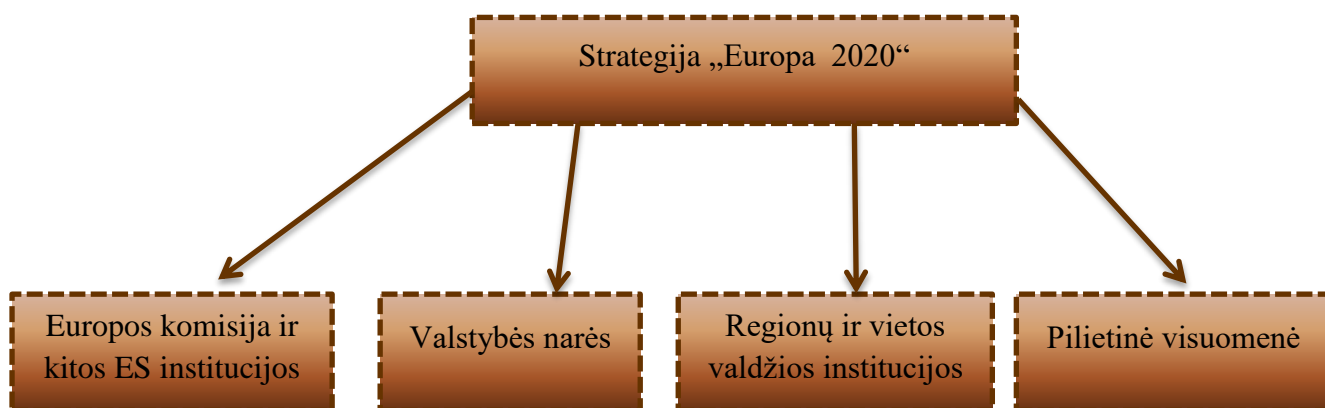 Strategija „Europa 2020“
Europos komisija ir
kitos ES institucijos
Valstybės narės
Regionų ir vietos
valdžios institucijos
Pilietinė visuomenė